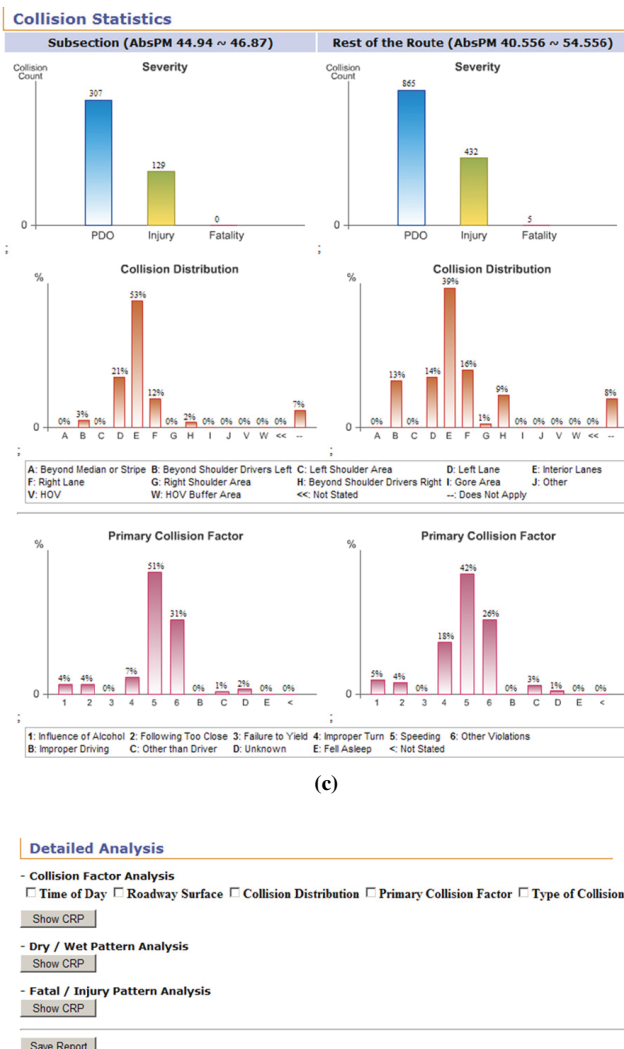 Collision Statistics
Subsection (AbsPM 44.94 ~ 46.87)
Rest of the Route (AbsPM 40.556 ~ 54.556)
Collision Count
Severity
307
129
0
0
PDO Injury Fatality
;
Collision Count
Severity
865
432
5
0
PDO Injury Fatality
;
Collision Distribution
%
53%
21%
12%
7%
0% 3% 0% 0% 2% 0% 0% 0% 0% 0%
0
A B C D E F G H I J V W << --
;
Collision Distribution
%
39%
13% 14% 16%
9% 8%
0% 0% 1% 0% 0% 0% 0% 0%
0
A B C D E F G H I J V W << --
;
A: Beyond Median or Stripe B: Beyond Shoulder Drivers Left C: Left Shoulder Area D: Left Lane E: Interior Lanes
F: Right Lane G: Right Shoulder Area H: Beyond Shoulder Drivers Right I: Gore Area J: Other
V: HOV W: HOV Buffer Area <<: Not Stated --: Does Not Apply
Primary Collision Factor
%
51%
31%
4% 4% 0% 7% 0% 1% 2% 0% 0%
0
1 2 3 4 5 6 B C D E <
;
Primary Collision Factor
%
42%
26%
18%
5% 4% 0% 0% 3% 1% 0% 0%
0
1 2 3 4 5 6 B C D E <
;
1: Influence of Alcohol 2: Following Too Close 3: Failure to Yield 4: Improper Turn 5: Speeding 6: Other Violations
B: Improper Driving C: Other than Driver D: Unknown E: Fell Asleep <: Not Stated
(c)
Detailed Analysis
- Collision Factor Analysis
Time of Day Roadway Surface Collision Distribution Primary Collision Factor Type of Collision
Show CRP
- Dry / Wet Pattern Analysis
Show CRP
- Fatal / Injury Pattern Analysis
Show CRP
Save Report